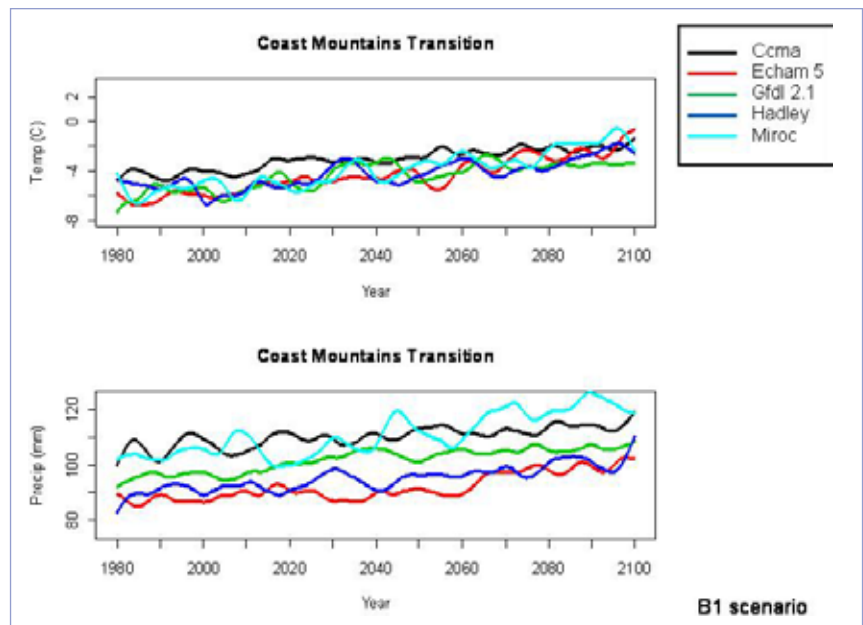 Coast Mountains Transition
Ccma
Echam 5
Gfdl 2.1
Hadley
Miroc
Temp (C)
2
0
-4
-8
1980 2000 2020 2040 2060 2080 2100
Year
Coast Mountains Transition
Precip (mm)
120
100
80
1980 2000 2020 2040 2060 2080 2100
Year
B1 scenario